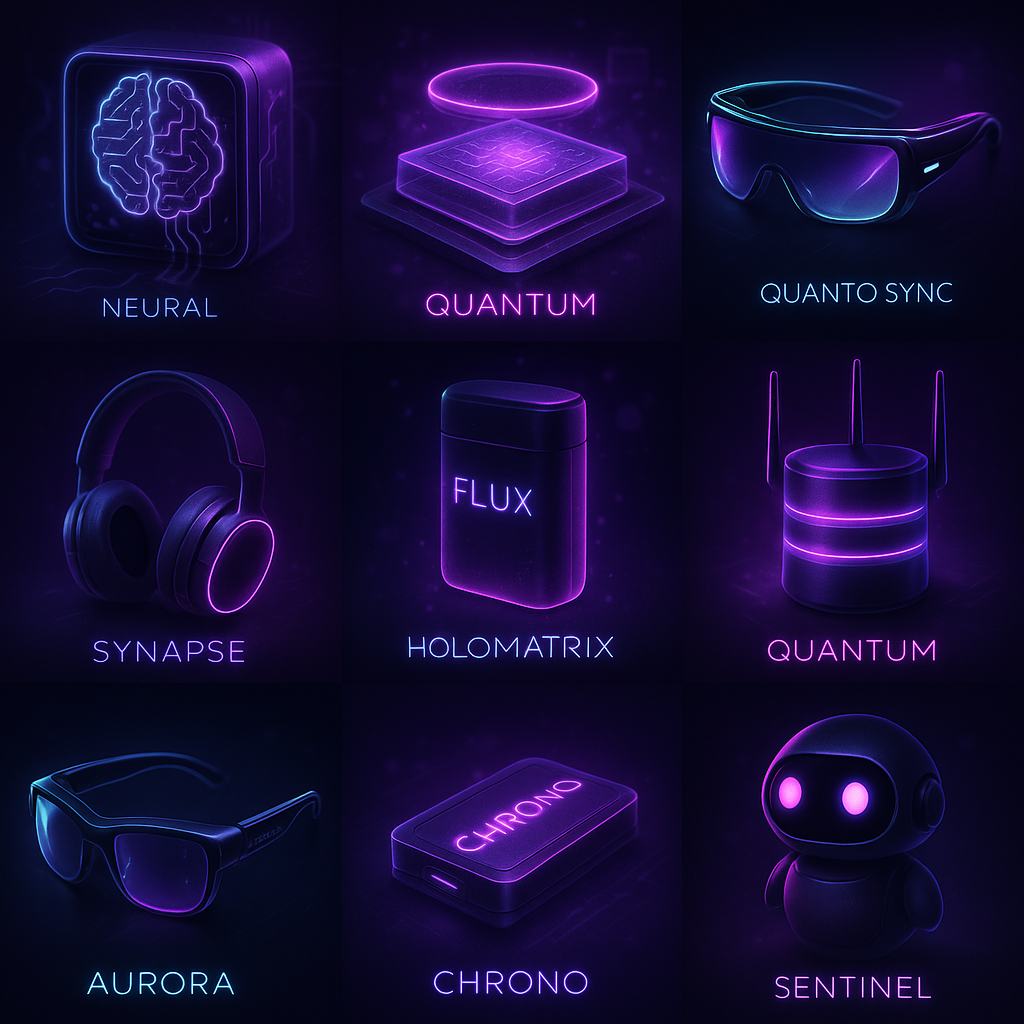 NEURAL
QUANTUM
QUANTO SYNC
SYNAPSE
FLUX
HOLOMATRIX
QUANTUM
AURORA
CHRONO
CHRONO
SENTINEL